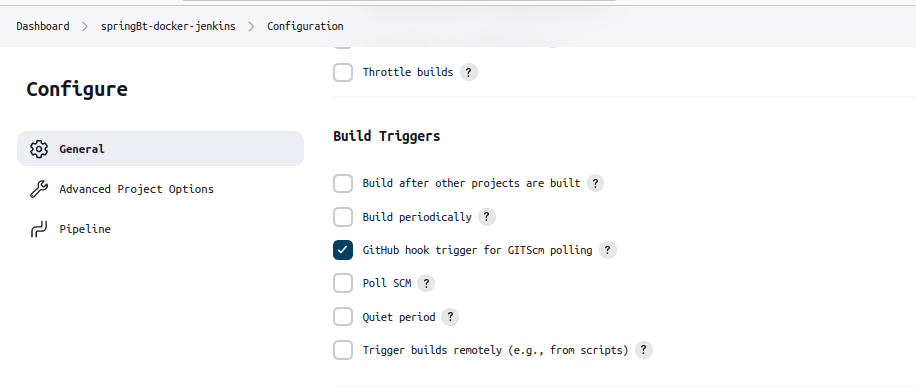 Dashboard > springBt-docker-jenkins > Configuration
Configure
General
Advanced Project Options
Pipeline
Throttle builds ?
Build Triggers
Build after other projects are built ?
Build periodically ?
GitHub hook trigger for GITScm polling ?
Poll SCM ?
Quiet period ?
Trigger builds remotely (e.g., from scripts) ?